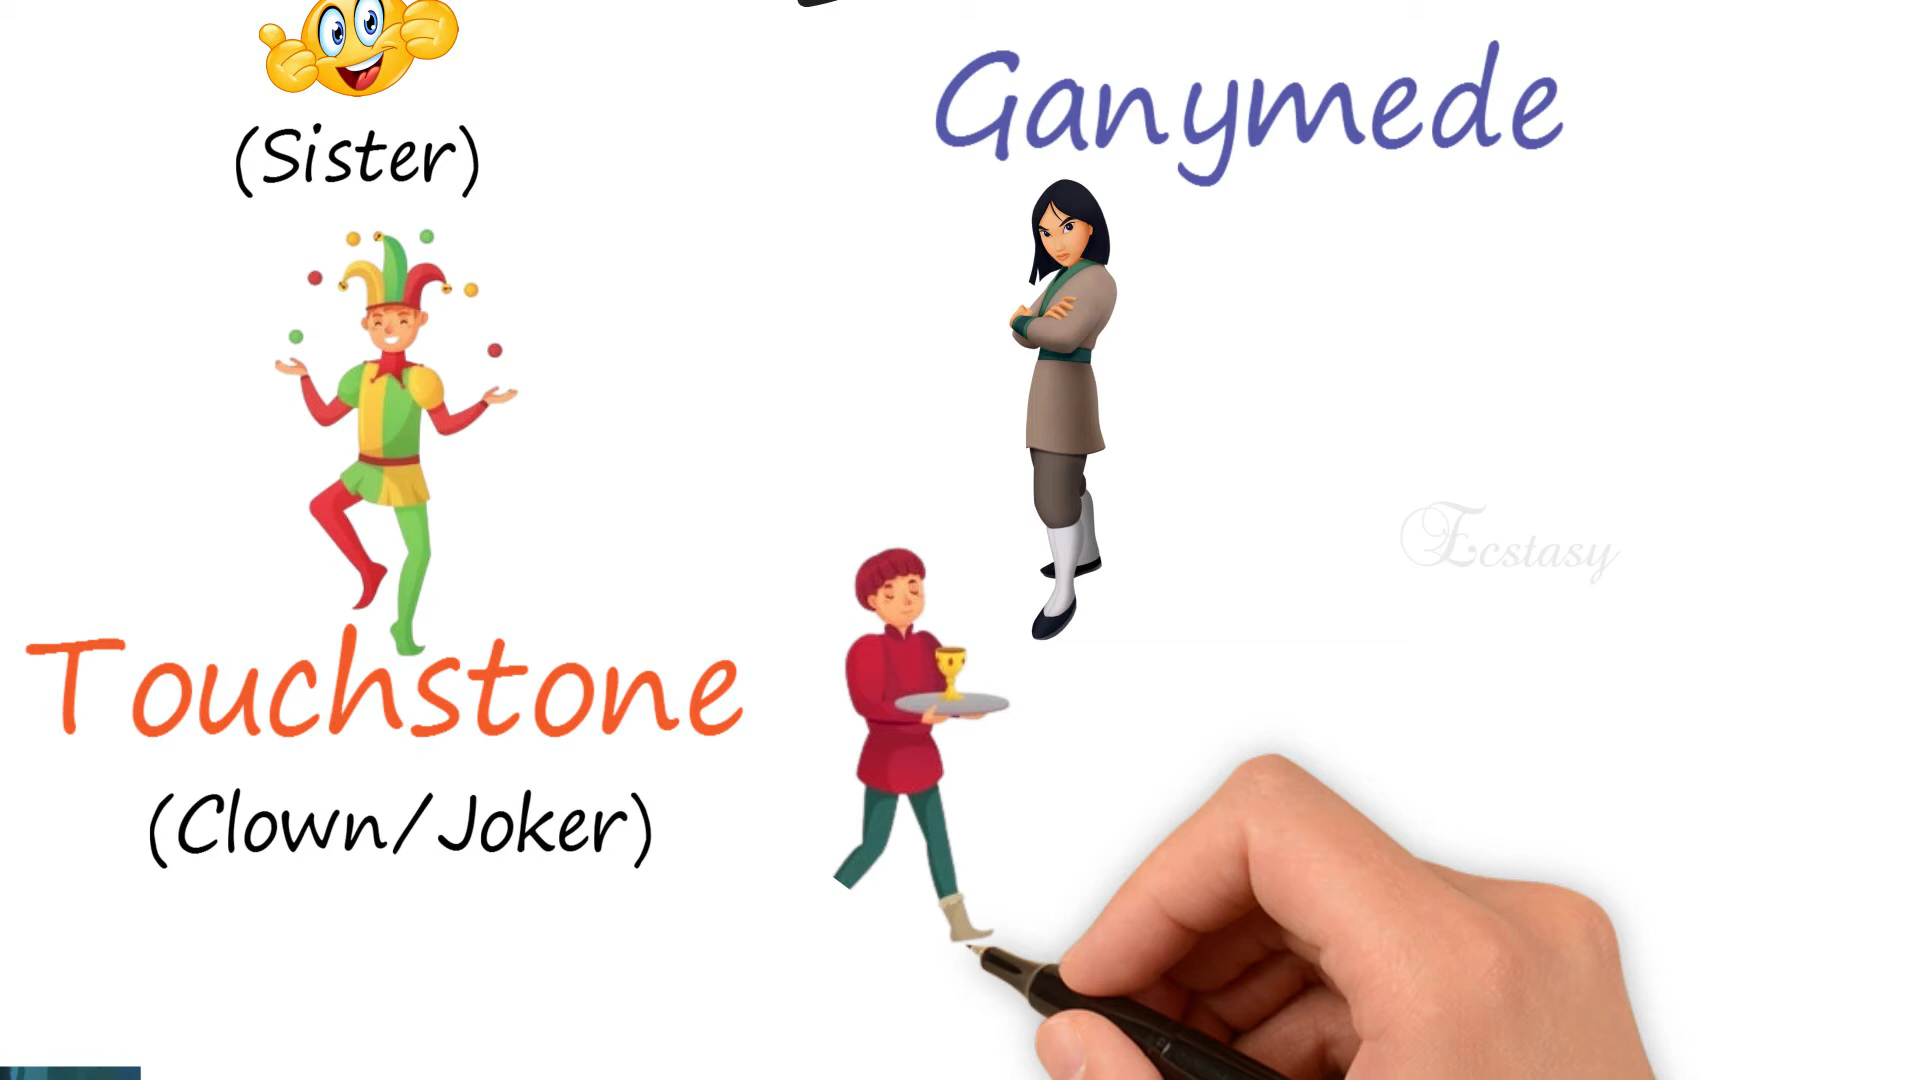 (Sister)
Ganymede
Ecstasy
Touchstone
(Clown/Joker)